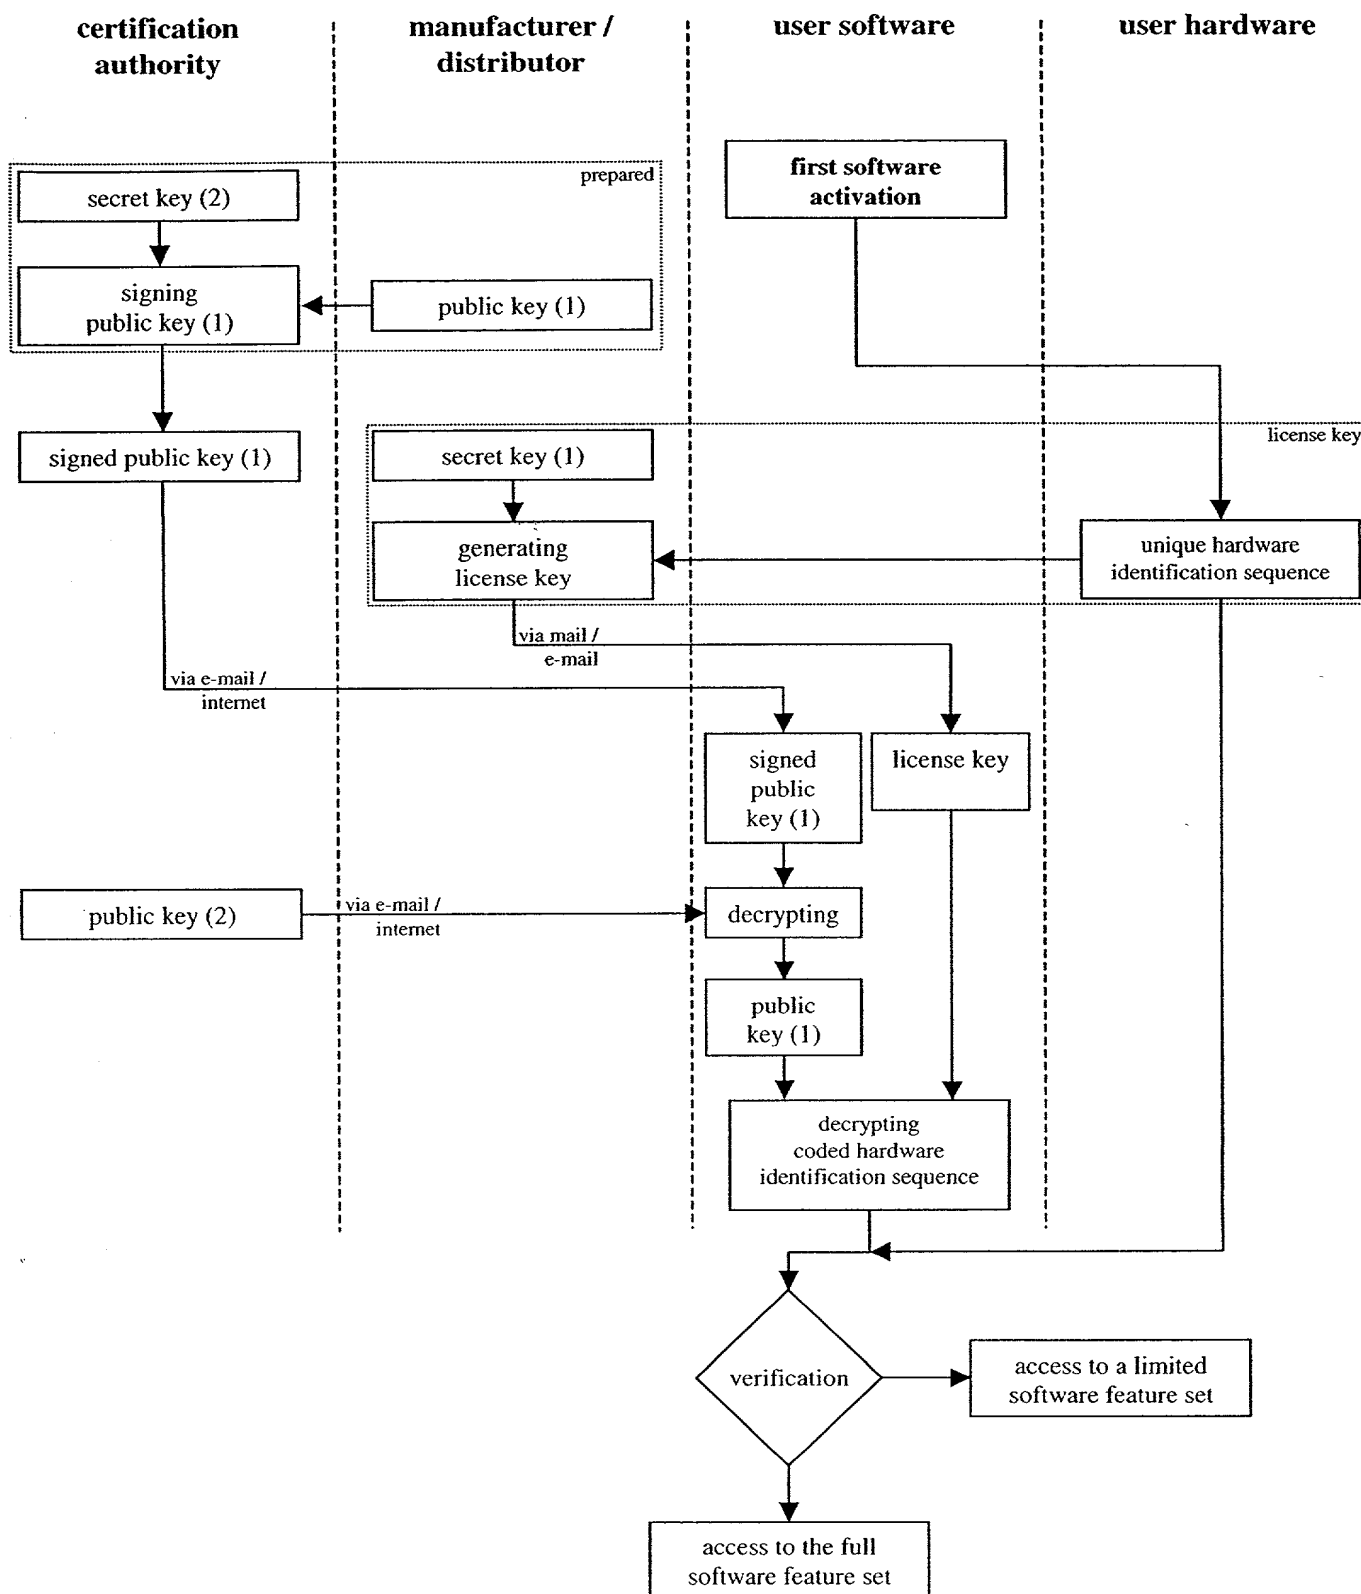 certification
authority
manufacturer /
distributor
user software
user hardware
prepared
secret key (2)
first software
activation
signing
public key (1)
public key (1)
license key
signed public key (1)
secret key (1)
generating
license key
unique hardware
identification sequence
via mail /
e-mail
via e-mail /
internet
signed
public
key (1)
license key
public key (2)
via e-mail /
internet
decrypting
public
key (1)
decrypting
coded hardware
identification sequence
verification
access to a limited
software feature set
access to the full
software feature set